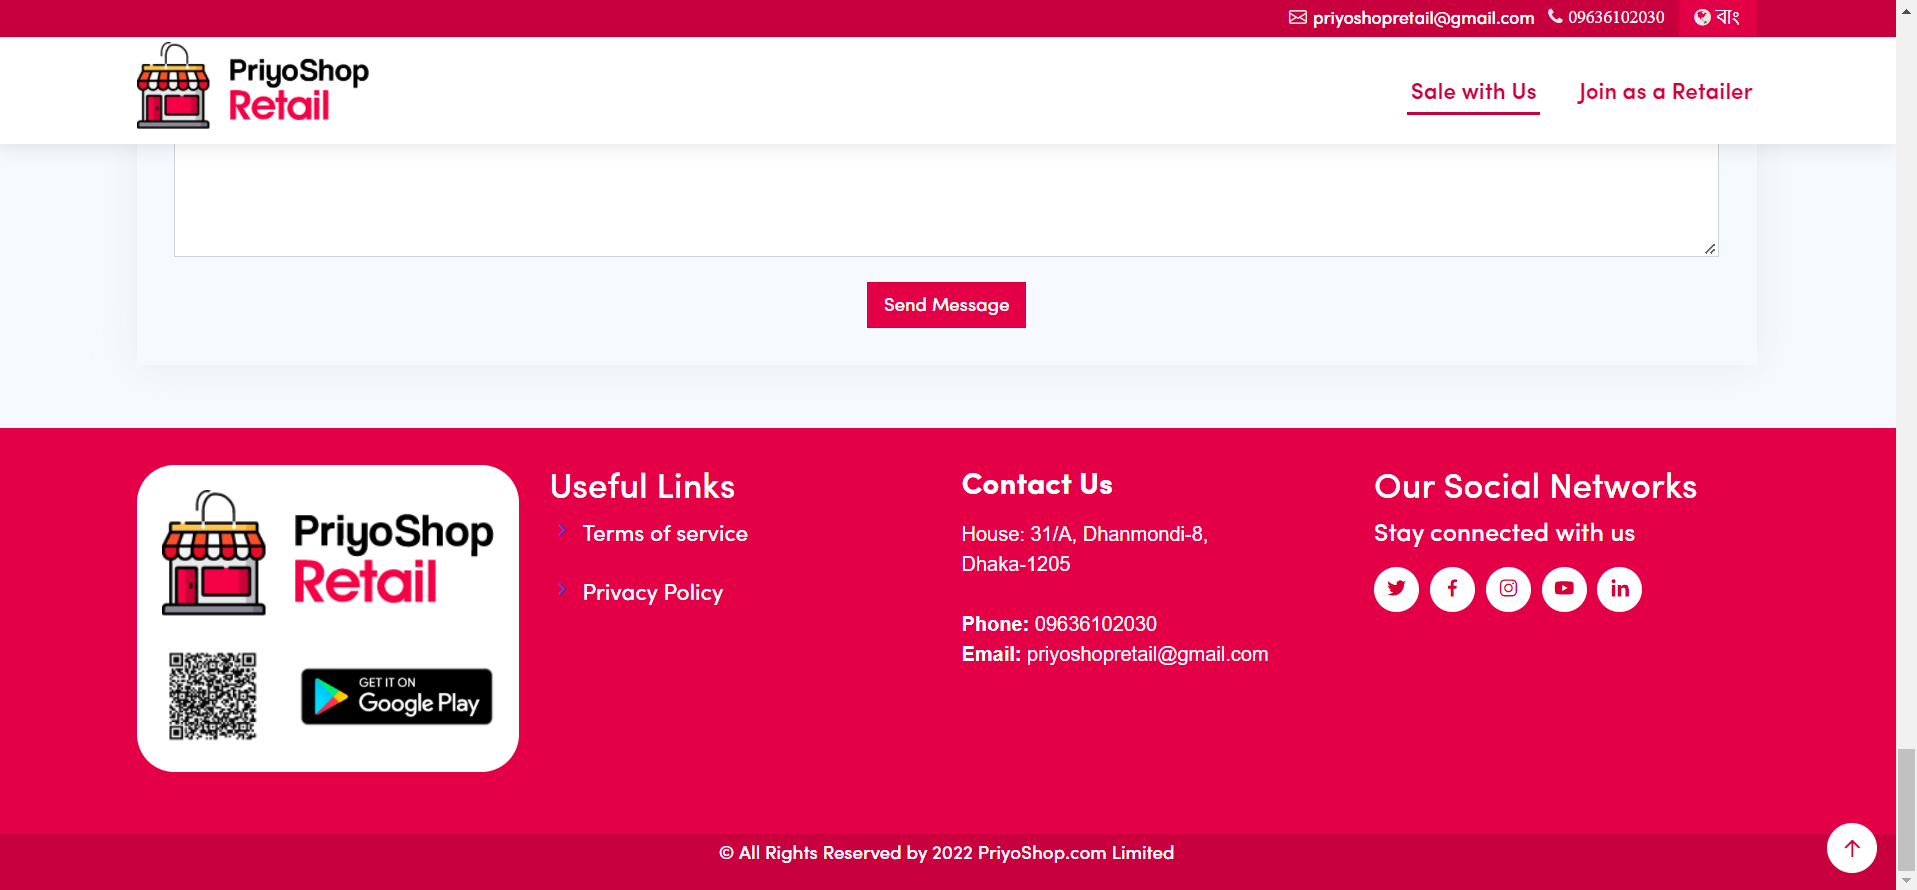 priyoshopretail@gmail.com 09636102030 বাং
PriyoShop
Retail
Sale with Us Join as a Retailer
Send Message
PriyoShop
Retail
GET IT ON
Google Play
Useful Links
Terms of service
Privacy Policy
Contact Us
House: 31/A, Dhanmondi-8,
Dhaka-1205
Phone: 09636102030
Email: priyoshopretail@gmail.com
Our Social Networks
Stay connected with us
© All Rights Reserved by 2022 PriyoShop.com Limited